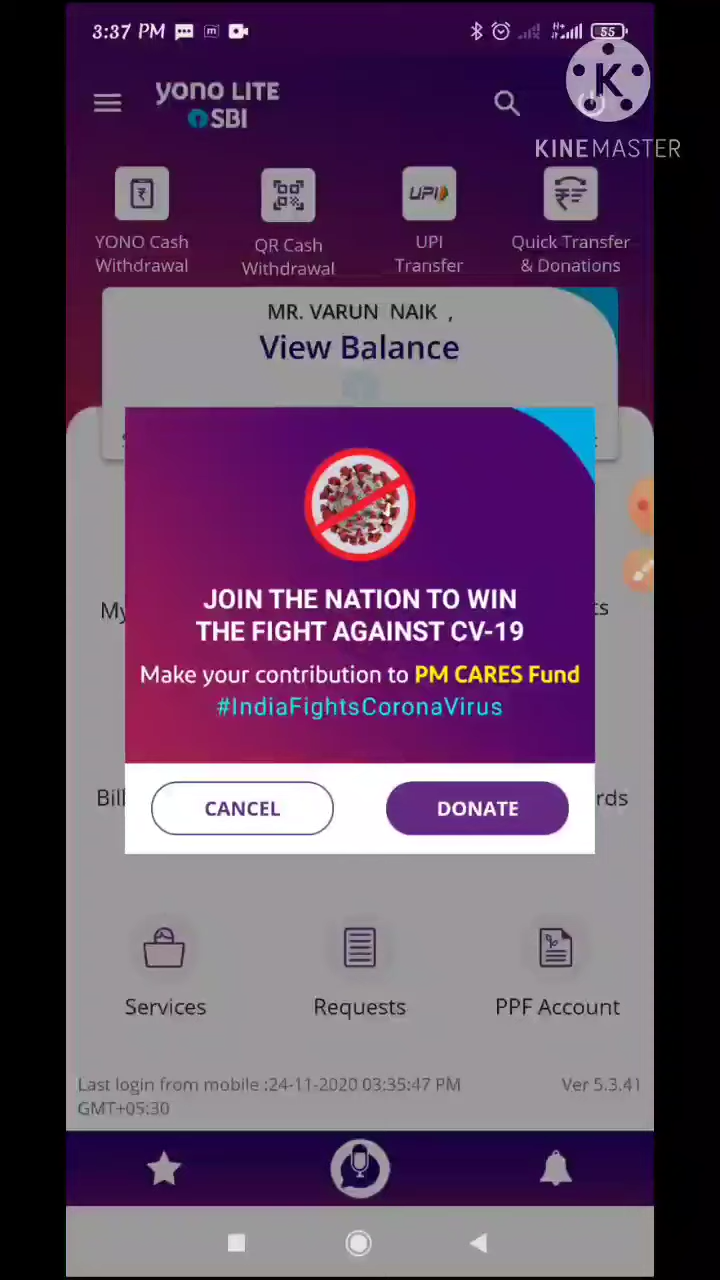 3:37 PM
55
K
KINEMASTER
yono LITE
SBI
UPI
YONO Cash
Withdrawal
QR Cash
Withdrawal
UPI
Transfer
Quick Transfer
& Donations
MR. VARUN NAIK ,
View Balance
JOIN THE NATION TO WIN
THE FIGHT AGAINST CV-19
Make your contribution to PM CARES Fund
#IndiaFightsCoronaVirus
My
ts
CANCEL
DONATE
Bill
rds
Services
Requests
PPF Account
Last login from mobile :24-11-2020 03:35:47 PM
GMT+05:30
Ver 5.3.41